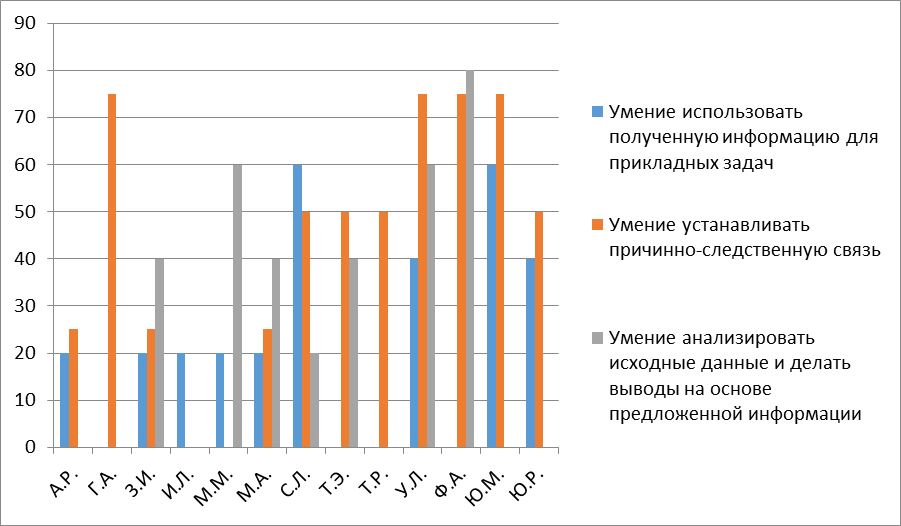 90
80
70
60
50
40
30
20
10
0
А.Р. Г.А. З.И. И.Л. М.М. М.А. С.Л. Т.Э. Т.Р. У.Л. Ф.А. Ю.М. Ю.Р.
Умение использовать
полученную информацию для
прикладных задач
Умение устанавливать
причинно-следственную связь
Умение анализировать
исходные данные и делать
выводы на основе
предложенной информации